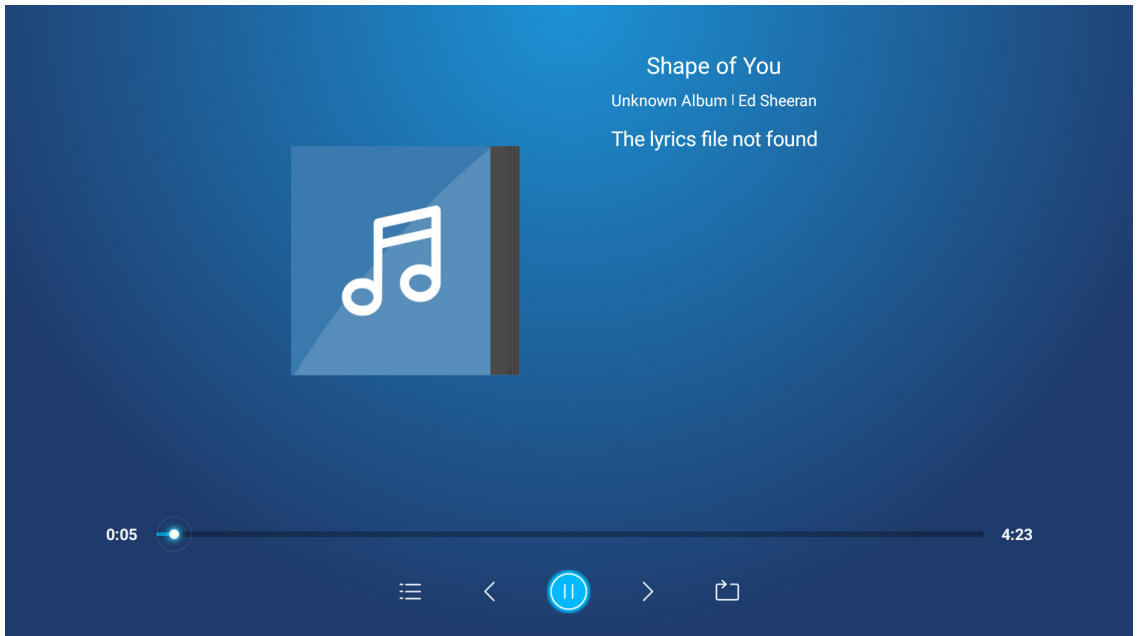 Shape of You
Unknown Album | Ed Sheeran
The lyrics file not found
0:05
4:23